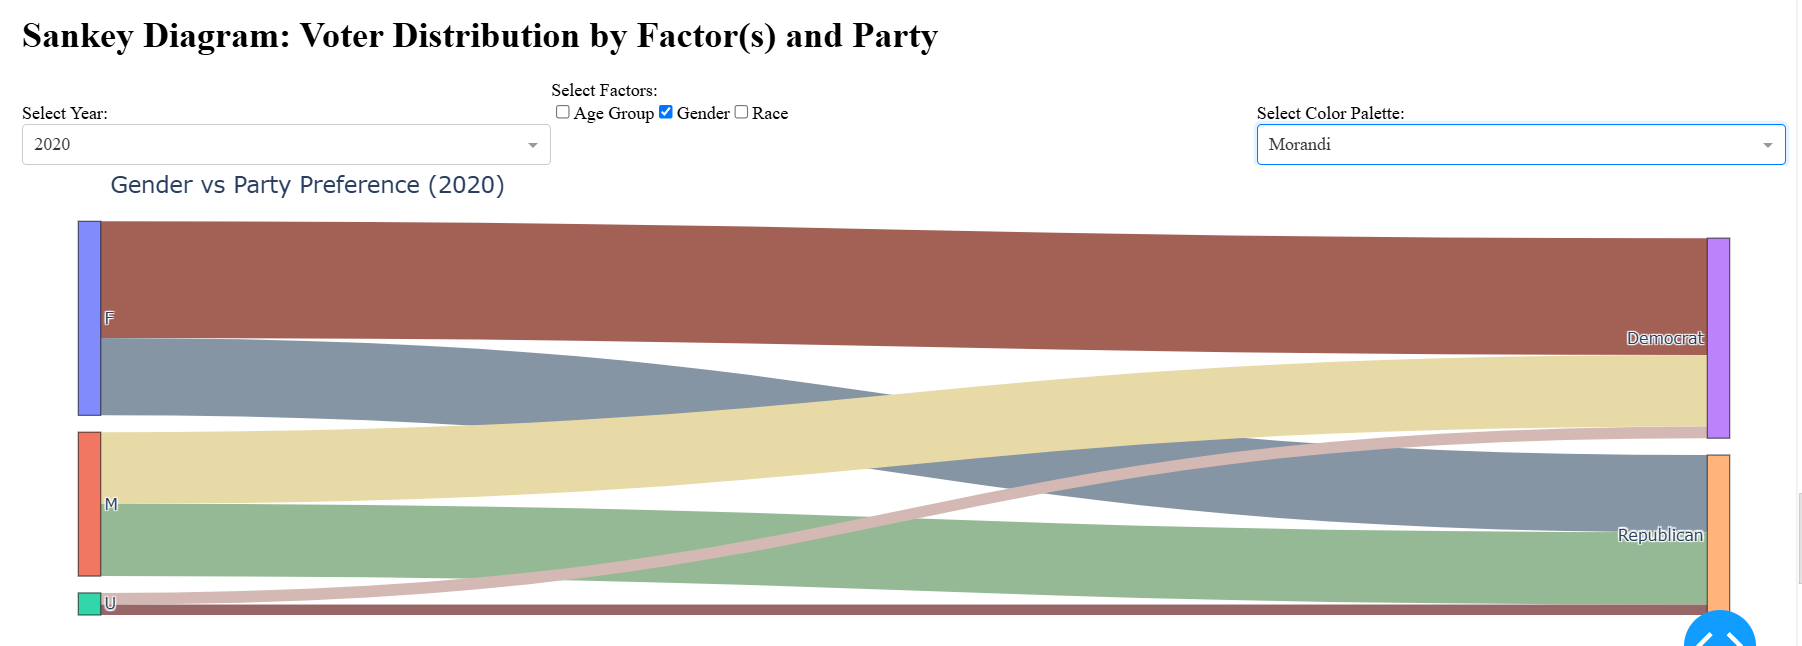 Sankey Diagram: Voter Distribution by Factor(s) and Party
Select Year:
2020
Select Factors:
Age Group Gender Race
Select Color Palette:
Morandi
Gender vs Party Preference (2020)
F
M
U
Democrat
Republican